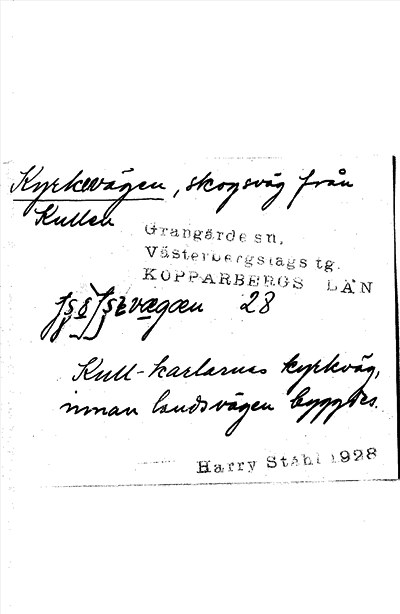 Kyrkvägen, skogsväg från
Kullen
Grangärde sn,
Västerbergslags tg.
KOPPARBERGS LÄN
28
Kull-karlarnas kyrkväg,
innan landsvägen byggdes.
Harry Ståhl 1928